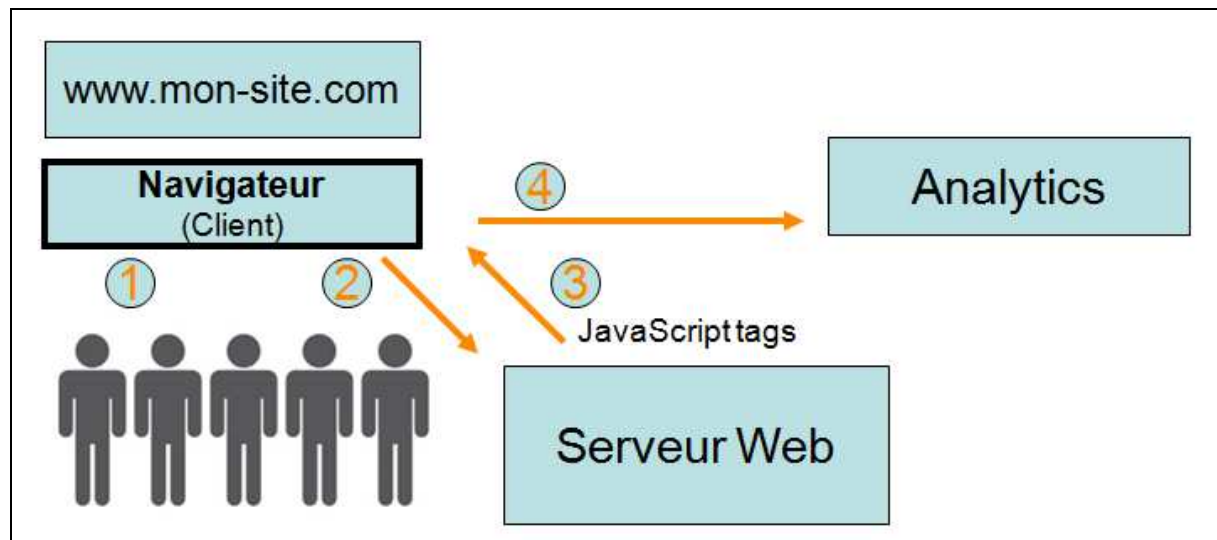 www.mon-site.com
Navigateur
(Client)
4
Analytics
1
2
3
JavaScript tags
Serveur Web